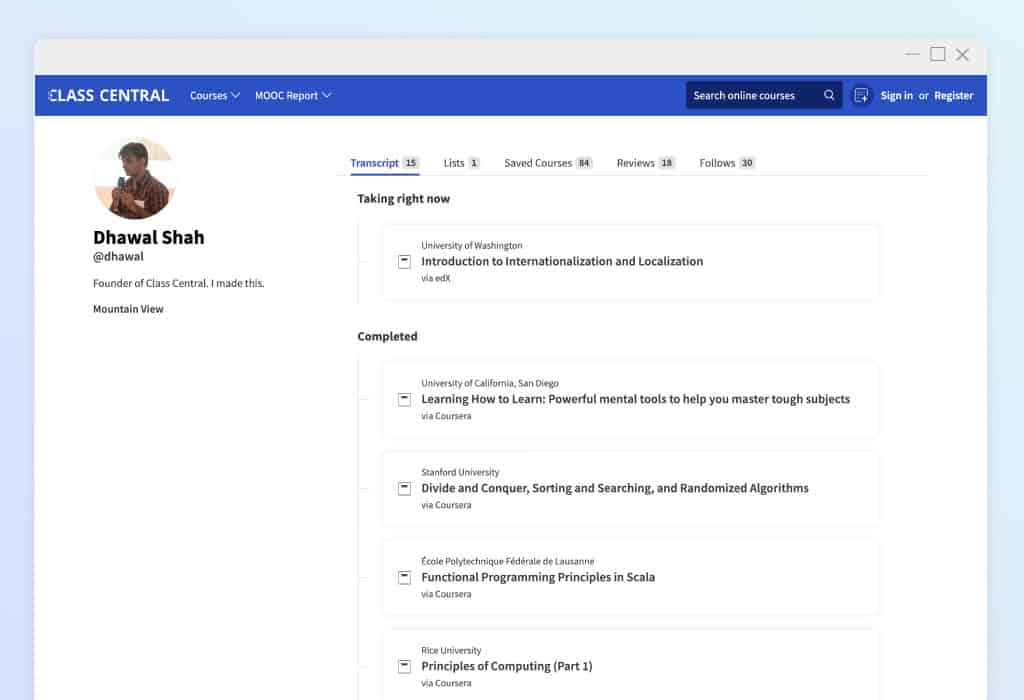 CLASS CENTRAL
Courses
MOOC Report
Search online courses
Sign in or Register
Dhawal Shah
@dhawal
Founder of Class Central. I made this.
Mountain View
Transcript 15
Lists 1
Saved Courses 84
Reviews 18
Follows 30
Taking right now
University of Washington
Introduction to Internationalization and Localization
via edX
Completed
University of California, San Diego
Learning How to Learn: Powerful mental tools to help you master tough subjects
via Coursera
Stanford University
Divide and Conquer, Sorting and Searching, and Randomized Algorithms
via Coursera
École Polytechnique Fédérale de Lausanne
Functional Programming Principles in Scala
via Coursera
Rice University
Principles of Computing (Part 1)
via Coursera